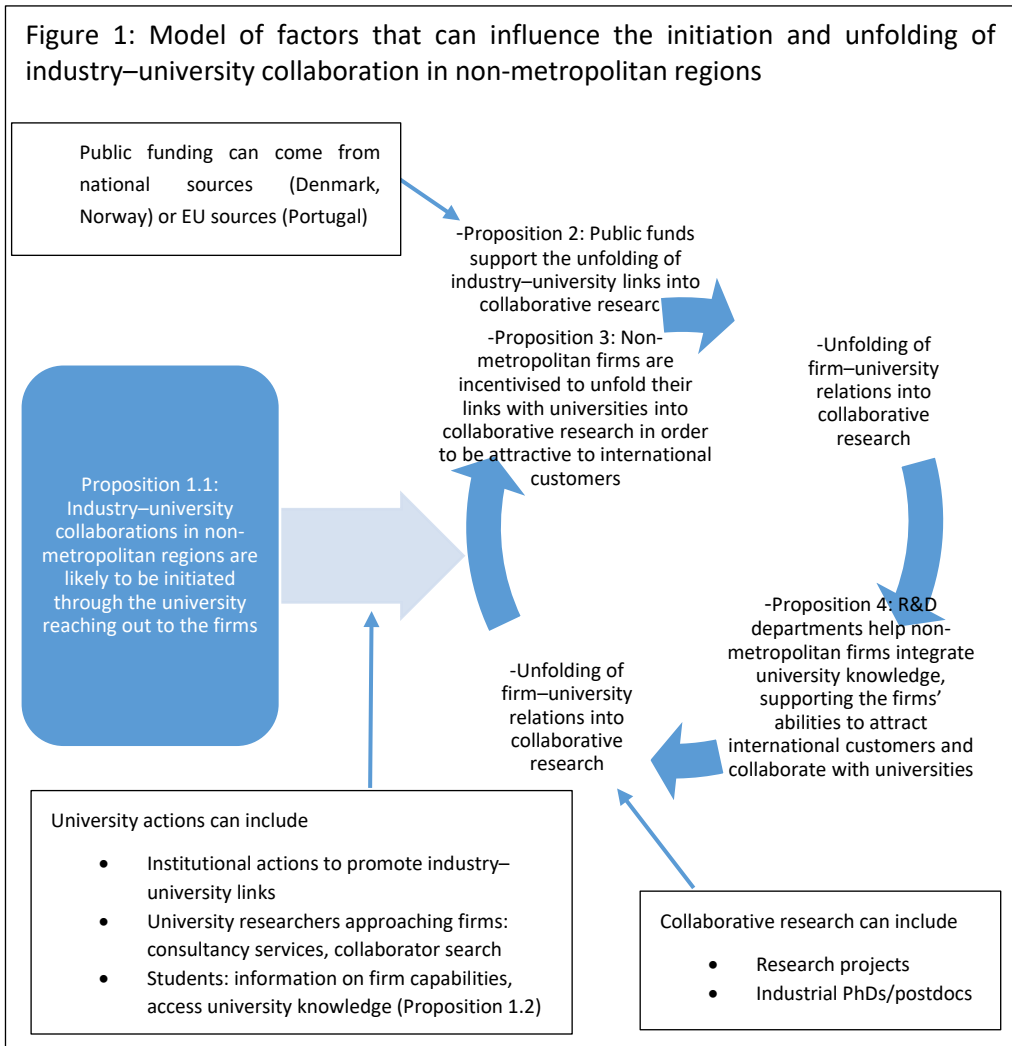 Figure 1: Model of factors that can influence the initiation and unfolding of
industry–university collaboration in non-metropolitan regions
Public funding can come from
national sources (Denmark,
Norway) or EU sources (Portugal)
-Proposition 2: Public funds
support the unfolding of
industry–university links into
collaborative research
-Proposition 3: Non-
metropolitan firms are
incentivised to unfold their
links with universities into
collaborative research in order
to be attractive to international
customers
-Unfolding of
firm–university
relations into
collaborative
research
Proposition 1.1:
Industry–university
collaborations in non-
metropolitan regions are
likely to be initiated
through the university
reaching out to the firms
-Proposition 4: R&D
departments help non-
metropolitan firms integrate
university knowledge,
supporting the firms’
abilities to attract
international customers and
collaborate with universities
-Unfolding of
firm–university
relations into
collaborative
research
University actions can include
• Institutional actions to promote industry–
university links
• University researchers approaching firms:
consultancy services, collaborator search
• Students: information on firm capabilities,
access university knowledge (Proposition 1.2)
Collaborative research can include
• Research projects
• Industrial PhDs/postdocs